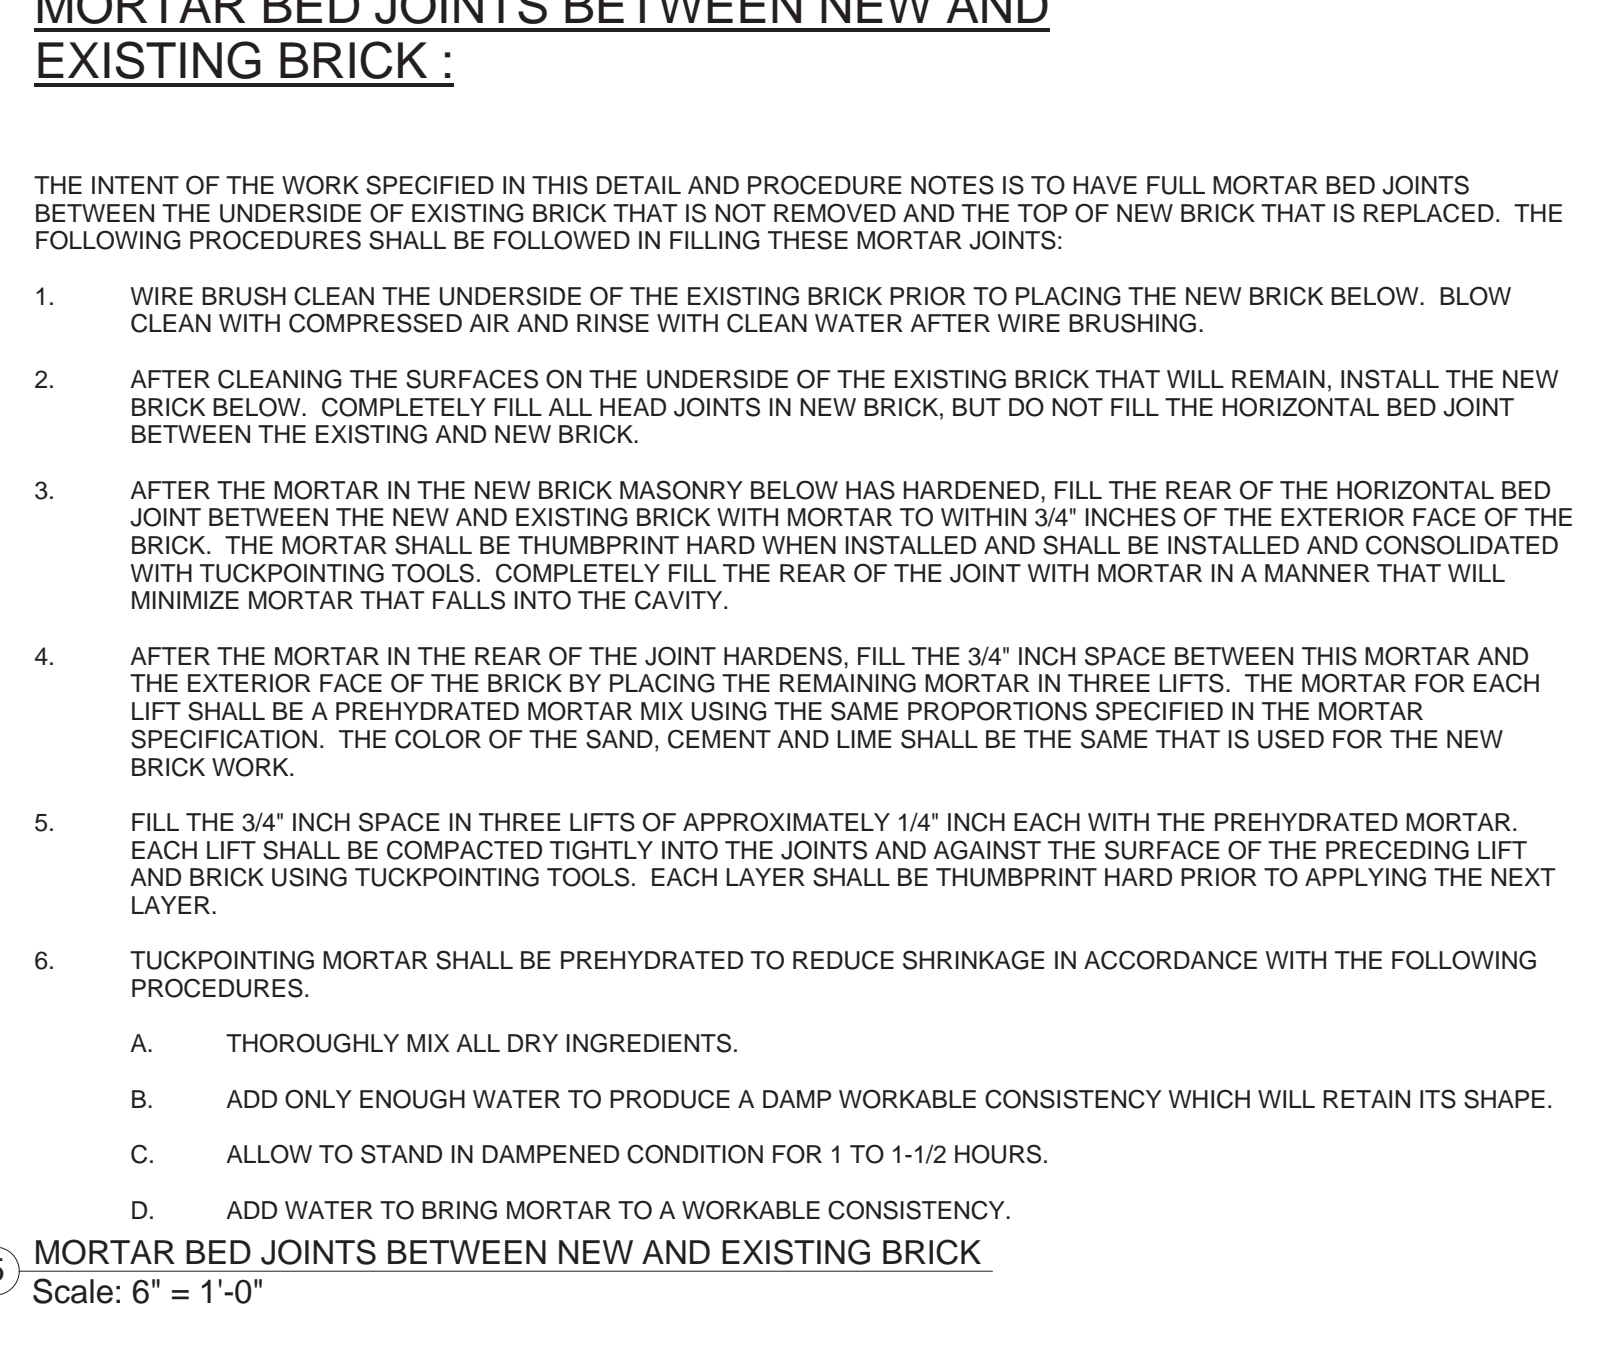 MORTAR BED JOINTS BETWEEN NEW AND
EXISTING BRICK :
THE INTENT OF THE WORK SPECIFIED IN THIS DETAIL AND PROCEDURE NOTES IS TO HAVE FULL MORTAR BED JOINTS
BETWEEN THE UNDERSIDE OF EXISTING BRICK THAT IS NOT REMOVED AND THE TOP OF NEW BRICK THAT IS REPLACED. THE
FOLLOWING PROCEDURES SHALL BE FOLLOWED IN FILLING THESE MORTAR JOINTS:
1. WIRE BRUSH CLEAN THE UNDERSIDE OF THE EXISTING BRICK PRIOR TO PLACING THE NEW BRICK BELOW. BLOW
CLEAN WITH COMPRESSED AIR AND RINSE WITH CLEAN WATER AFTER WIRE BRUSHING.
2. AFTER CLEANING THE SURFACES ON THE UNDERSIDE OF THE EXISTING BRICK THAT WILL REMAIN, INSTALL THE NEW
BRICK BELOW. COMPLETELY FILL ALL HEAD JOINTS IN NEW BRICK, BUT DO NOT FILL THE HORIZONTAL BED JOINT
BETWEEN THE EXISTING AND NEW BRICK.
3. AFTER THE MORTAR IN THE NEW BRICK MASONRY BELOW HAS HARDENED, FILL THE REAR OF THE HORIZONTAL BED
JOINT BETWEEN THE NEW AND EXISTING BRICK WITH MORTAR TO WITHIN 3/4" INCHES OF THE EXTERIOR FACE OF THE
BRICK. THE MORTAR SHALL BE THUMBPRINT HARD WHEN INSTALLED AND SHALL BE INSTALLED AND CONSOLIDATED
WITH TUCKPOINTING TOOLS. COMPLETELY FILL THE REAR OF THE JOINT WITH MORTAR IN A MANNER THAT WILL
MINIMIZE MORTAR THAT FALLS INTO THE CAVITY.
4. AFTER THE MORTAR IN THE REAR OF THE JOINT HARDENS, FILL THE 3/4" INCH SPACE BETWEEN THIS MORTAR AND
THE EXTERIOR FACE OF THE BRICK BY PLACING THE REMAINING MORTAR IN THREE LIFTS. THE MORTAR FOR EACH
LIFT SHALL BE A PREHYDRATED MORTAR MIX USING THE SAME PROPORTIONS SPECIFIED IN THE MORTAR
SPECIFICATION. THE COLOR OF THE SAND, CEMENT AND LIME SHALL BE THE SAME THAT IS USED FOR THE NEW
BRICK WORK.
5. FILL THE 3/4" INCH SPACE IN THREE LIFTS OF APPROXIMATELY 1/4" INCH EACH WITH THE PREHYDRATED MORTAR.
EACH LIFT SHALL BE COMPACTED TIGHTLY INTO THE JOINTS AND AGAINST THE SURFACE OF THE PRECEDING LIFT
AND BRICK USING TUCKPOINTING TOOLS. EACH LAYER SHALL BE THUMBPRINT HARD PRIOR TO APPLYING THE NEXT
LAYER.
6. TUCKPOINTING MORTAR SHALL BE PREHYDRATED TO REDUCE SHRINKAGE IN ACCORDANCE WITH THE FOLLOWING
PROCEDURES.
A. THOROUGHLY MIX ALL DRY INGREDIENTS.
B. ADD ONLY ENOUGH WATER TO PRODUCE A DAMP WORKABLE CONSISTENCY WHICH WILL RETAIN ITS SHAPE.
C. ALLOW TO STAND IN DAMPENED CONDITION FOR 1 TO 1-1/2 HOURS.
D. ADD WATER TO BRING MORTAR TO A WORKABLE CONSISTENCY.
MORTAR BED JOINTS BETWEEN NEW AND EXISTING BRICK
Scale: 6" = 1'-0"